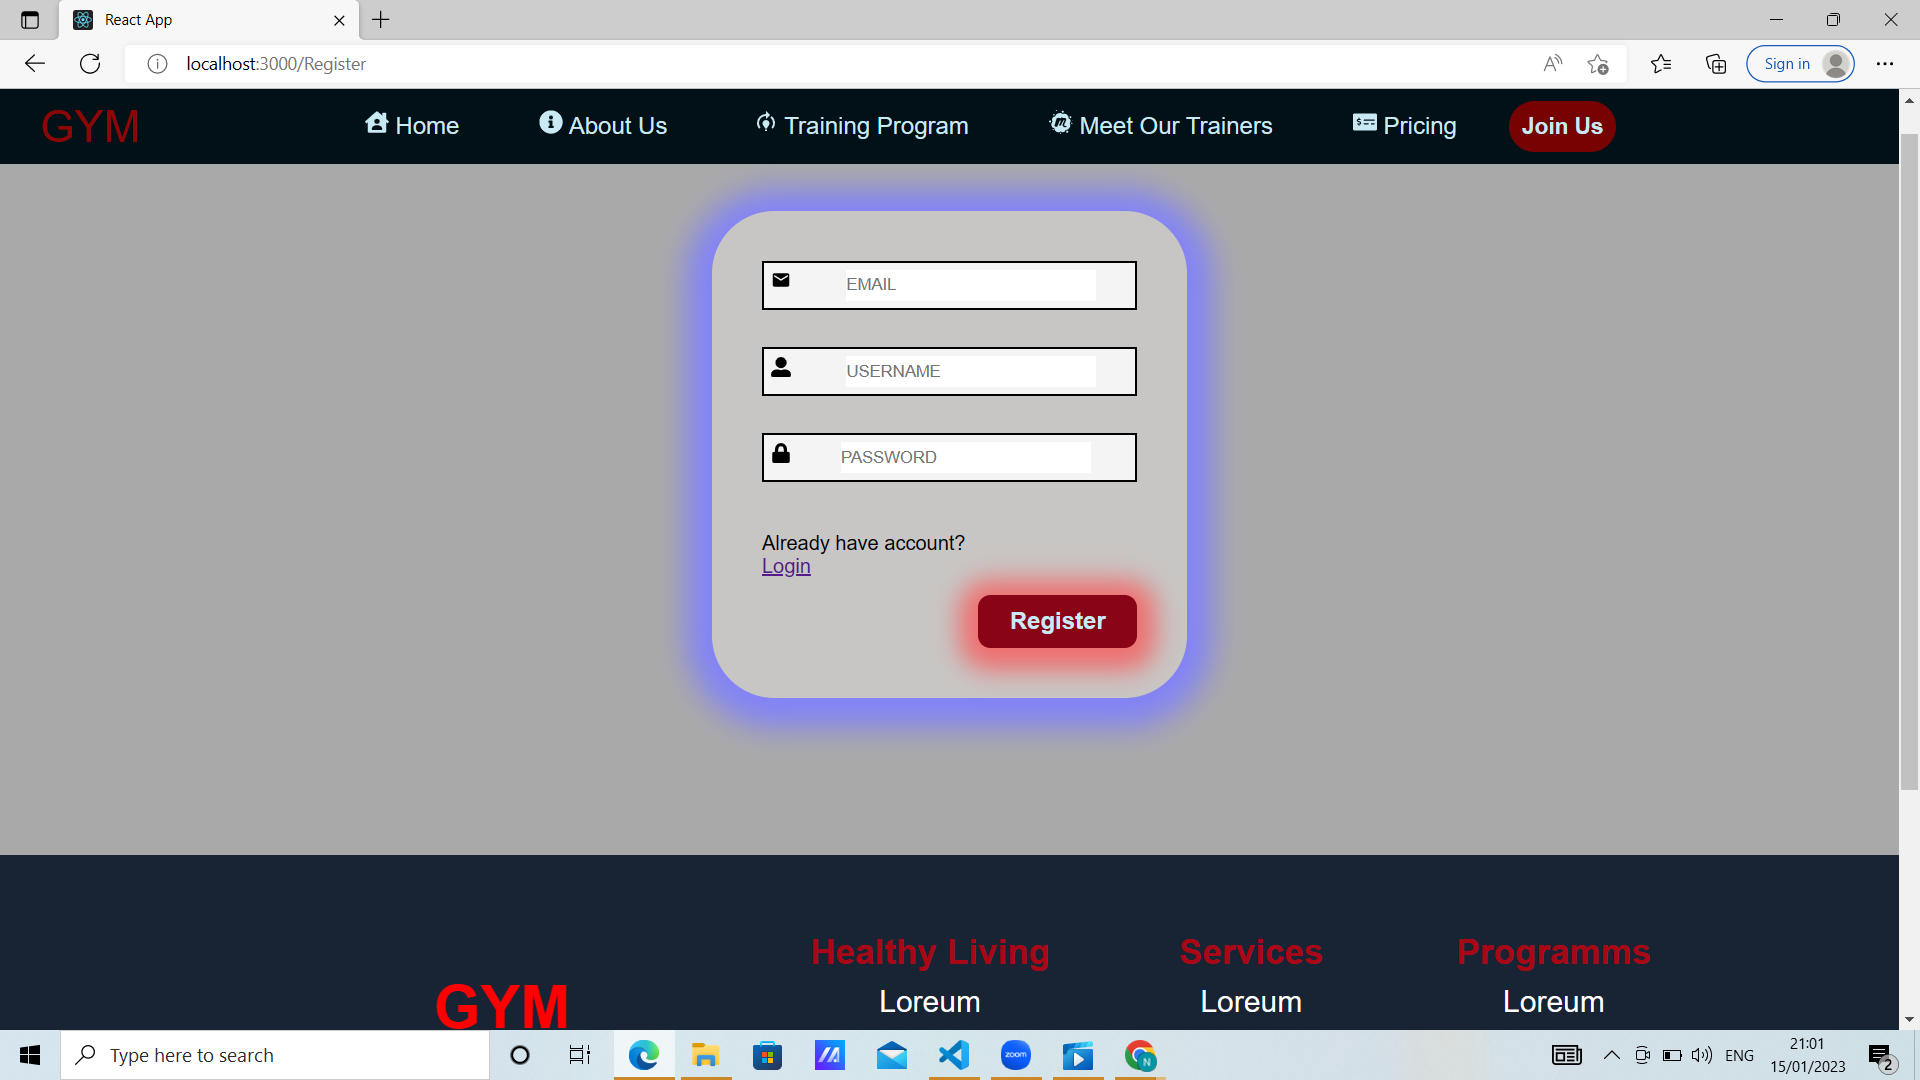 React App
localhost:3000/Register
Sign in
GYM
Home
About Us
Training Program
Meet Our Trainers
Pricing
Join Us
EMAIL
USERNAME
PASSWORD
Already have account?
Login
Register
Healthy Living
Services
Programms
GYM
Loreum
Loreum
Loreum
Type here to search
zoom
N
ENG
21:01
15/01/2023
2